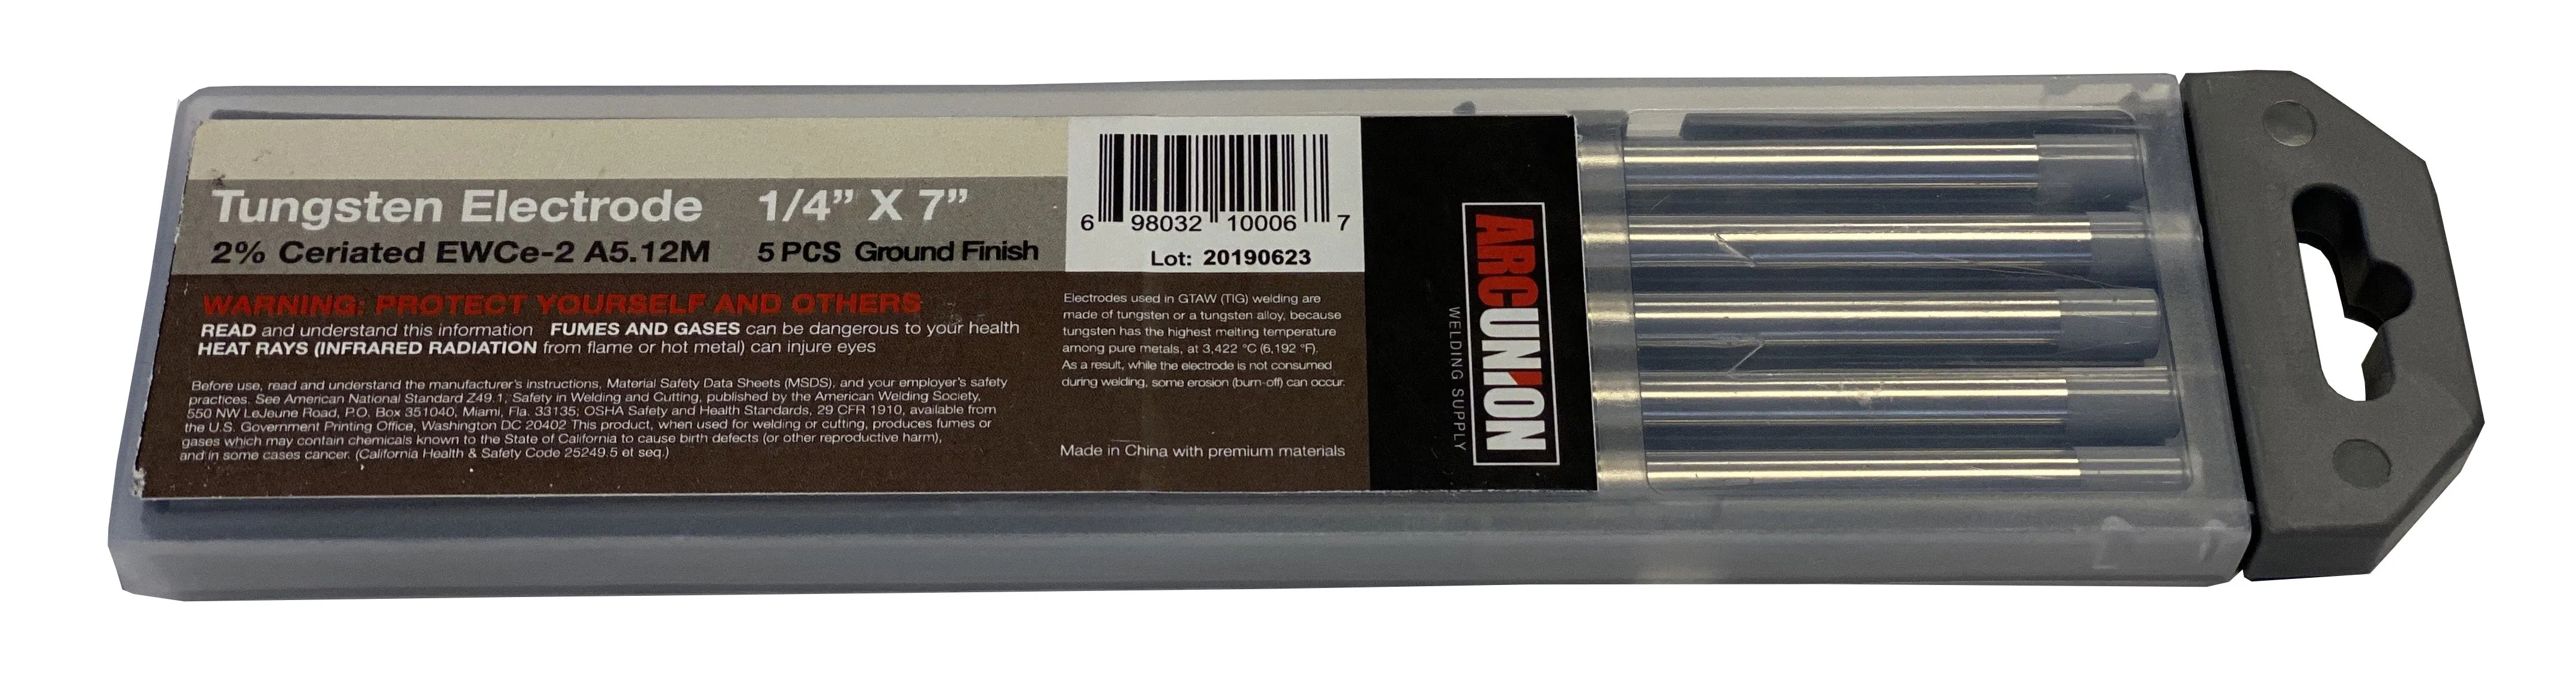 Tungsten Electrode 1/4” X 7”
2% Ceriated EWCe-2 A5.12M 5 PCS Ground Finish
WARNING: PROTECT YOURSELF AND OTHERS
READ and understand this information FUMES AND GASES can be dangerous to your health
HEAT RAYS (INFRARED RADIATION from flame or hot metal) can injure eyes
Before use, read and understand the manufacturer's instructions, Material Safety Data Sheets (MSDS), and your employer's safety
practices. See American National Standard Z49.1, Safety in Welding and Cutting, published by the American Welding Society,
550 NW LeJeune Road, P.O. Box 351040, Miami, Fla. 33135; OSHA Safety and Health Standards, 29 CFR 1910, available from
the U.S. Government Printing Office, Washington DC 20402 This product, when used for welding or cutting, produces fumes or
gases which may contain chemicals known to the State of California to cause birth defects (or other reproductive harm),
and in some cases cancer. (California Health & Safety Code 25249.5 et seq.)
6 98032 10006 7
Lot: 20190623
Electrodes used in GTAW (TIG) welding are
made of tungsten or a tungsten alloy, because
tungsten has the highest melting temperature
among pure metals, at 3,422 °C (6,192 °F).
As a result, while the electrode is not consumed
during welding, some erosion (burn-off) can occur.
Made in China with premium materials
ARCUNION
WELDING SUPPLY